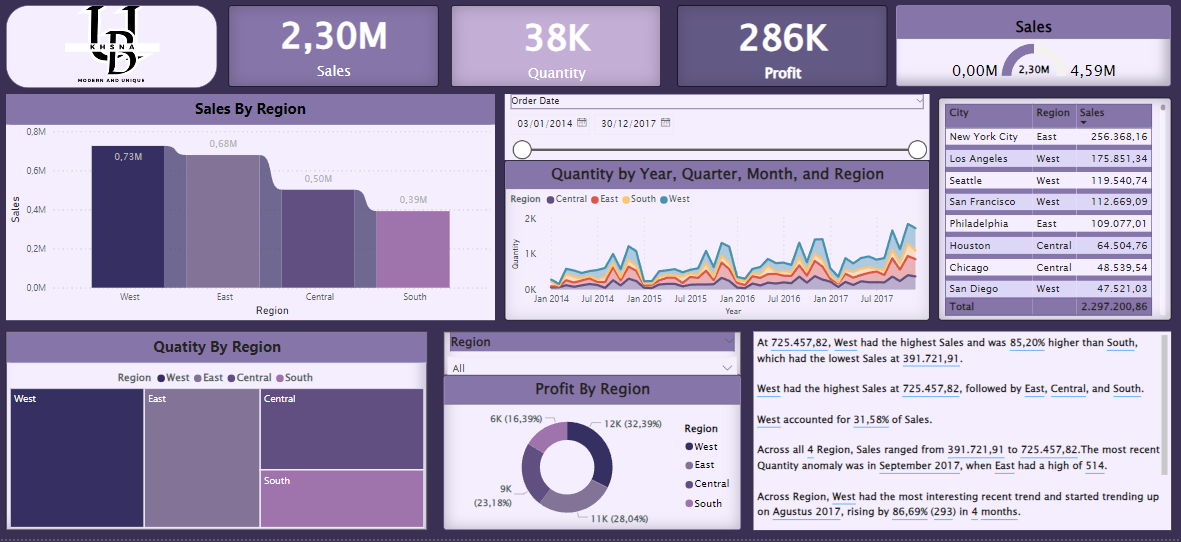 UB
KHSNA
MODERN AND UNIQUE
2,30M
Sales
38K
Quantity
286K
Profit
Sales
0,00M
2,30M
4,59M
Sales By Region
Sales
0,8M
0,6M
0,4M
0,2M
0,0M
0,73M
0,68M
0,50M
0,39M
West East Central South
Region
Order Date
03/01/2014 30/12/2017
Quantity by Year, Quarter, Month, and Region
Region Central East South West
Quantity
2K
1K
0K
Jan 2014 Jul 2014 Jan 2015 Jul 2015 Jan 2016 Jul 2016 Jan 2017 Jul 2017
Year
City Region Sales
New York City East 256.368,16
Los Angeles West 175.851,34
Seattle West 119.540,74
San Francisco West 112.669,09
Philadelphia East 109.077,01
Houston Central 64.504,76
Chicago Central 48.539,54
San Diego West 47.521,03
Total 2.297.200,86
Quatity By Region
Region West East Central South
West
East
Central
South
Region
All
Profit By Region
6K (16,39%)
12K (32,39%)
9K
(23,18%)
11K (28,04%)
Region
West
East
Central
South
At 725.457,82, West had the highest Sales and was 85,20% higher than South,
which had the lowest Sales at 391.721,91.
West had the highest Sales at 725.457,82, followed by East, Central, and South.
West accounted for 31,58% of Sales.
Across all 4 Region, Sales ranged from 391.721,91 to 725.457,82.The most recent
Quantity anomaly was in September 2017, when East had a high of 514.
Across Region, West had the most interesting recent trend and started trending up
on Agustus 2017, rising by 86,69% (293) in 4 months.